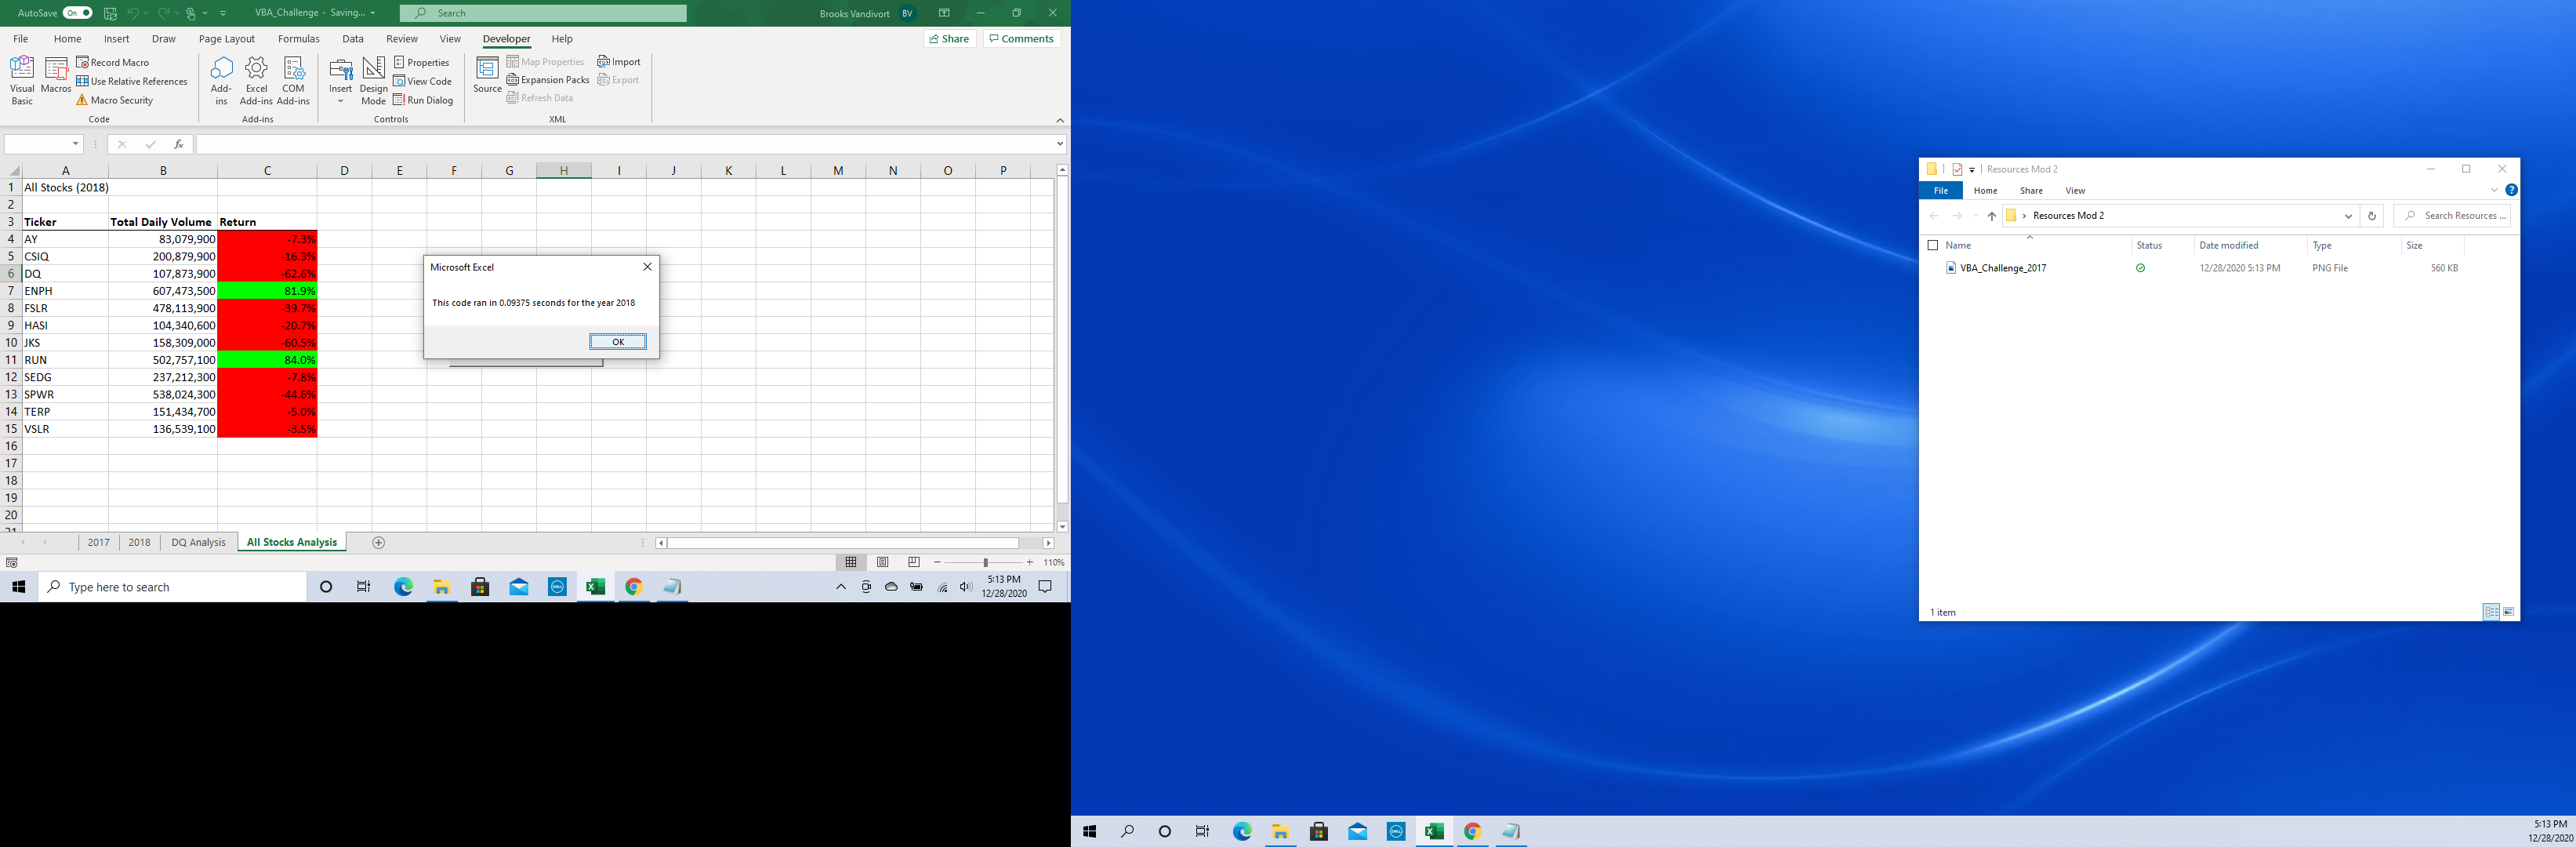 AutoSave On VBA_Challenge - Saving... Search Brooks Vandivort BV
File Home Insert Draw Page Layout Formulas Data Review View Developer Help Share Comments
Visual Basic
Macros
Record Macro
Use Relative References
Macro Security
Code
Add-ins
Excel Add-ins
COM Add-ins
Add-ins
Insert
Design Mode
Properties
View Code
Run Dialog
Controls
Source
Map Properties
Expansion Packs
Refresh Data
Import
Export
XML
fx
A B C D E F G H I J K L M N O P
1 All Stocks (2018)
2
3 Ticker Total Daily Volume Return
4 AY 83,079,900 -7.3%
5 CSIQ 200,879,900 -16.3%
6 DQ 107,873,900 -62.6%
7 ENPH 607,473,500 81.9%
8 FSLR 478,113,900 -39.7%
9 HASI 104,340,600 -20.7%
10 JKS 158,309,000 -60.5%
11 RUN 502,757,100 84.0%
12 SEDG 237,212,300 -7.8%
13 SPWR 538,024,300 -44.6%
14 TERP 151,434,700 -5.0%
15 VSLR 136,539,100 -3.5%
16
17
18
19
20
21
Microsoft Excel
This code ran in 0.09375 seconds for the year 2018
OK
2017 2018 DQ Analysis All Stocks Analysis
110%
Type here to search
DELL
5:13 PM
12/28/2020
Resources Mod 2
File Home Share View
Resources Mod 2 Search Resources ...
Name Status Date modified Type Size
VBA_Challenge_2017 12/28/2020 5:13 PM PNG File 560 KB
1 item
DELL
5:13 PM
12/28/2020